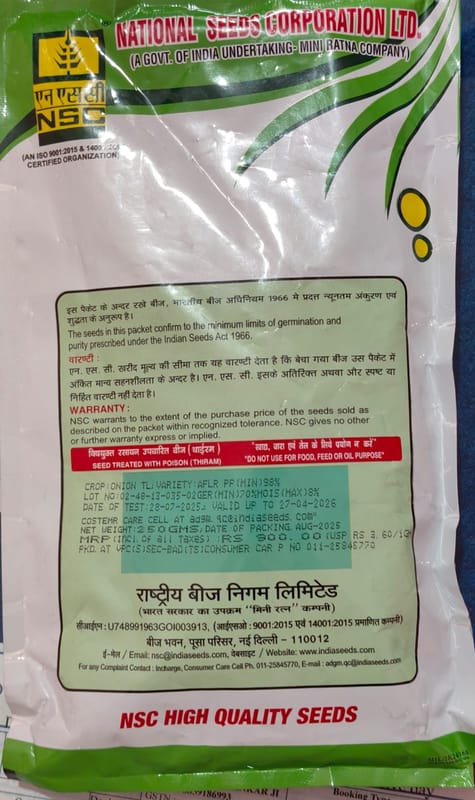 NATIONAL SEEDS CORPORATION LTD.
(A GOVT. OF INDIA UNDERTAKING- MINI RATNA COMPANY)
एन एस सी
NSC
(AN ISO 9001:2015 &
CERTIFIED ORGANIZATION)
इस पैकेट के अन्दर रखे बीज, भारतीय बीज अधिनियम 1966 मे प्रदत्त न्यूनतम अंकुरण एवं
शुद्धता के अनुरूप है।
The seeds in this packet confirm to the minimum limits of germination and
purity prescribed under the Indian Seeds Act 1966.
वारण्टी :
एन. एस. सी. खरीद मूल्य की सीमा तक यह वारण्टी देता है कि बेचा गया बीज उस पैकेट में
अंकित मान्य सहनशीलता के अन्दर है। एन. एस. सी. इसके अतिरिक्त अथवा और स्पष्ट या
निहित वारण्टी नहीं देता है।
WARRANTY:
NSC warrants to the extent of the purchase price of the seeds sold as
described on the packet within recognized tolerance. NSC gives no other
or further warranty express or implied.
विषयुक्त रसायन उपचारित बीज (थाईरम) "खाद्य, चारा एवं तेल के लिये प्रयोग न करें"
SEED TREATED WITH POISON (THIRAM) "DO NOT USE FOR FOOD, FEED OR OIL PURPOSE"
CROP:ONION TL;VARIETY:AFLR PP(MIN)98%
LOT NO:02-48-13-035-02GER(MIN)70%MOIS(MAX)8%
DATE OF TEST:28-07-2025; VALID UP TO 27-04-2026
COSTEMR CARE CELL AT adgm.qc@indiaseeds.com"
NET WEIGHT:250GMS;DATE OF PACKING AUG-2025
MRP (INCl.OF all TAXES) :RS 900.00(USP RS 3.60/1G
PKD. AT VPC(S)SEC-BAD(TS)CONSUMER CAR P NO 011-25845770
राष्ट्रीय बीज निगम लिमिटेड
(भारत सरकार का उपक्रम "मिनी रत्न" कम्पनी)
सीआईएन : U74899163GOI003913, (आईएसओ : 9001:2015 एवं 14001:2015 प्रमाणित कम्पनी)
बीज भवन, पूसा परिसर, नई दिल्ली - 110012
ई-मेल / Email: nsc@indiaseeds.com, वेबसाइट / Website: www.indiaseeds.com
For any Complaint Contact : Incharge, Consumer Care Cell Ph. 011-25845770, E-mail : adgm.qc@indiaseeds.com
NSC HIGH QUALITY SEEDS